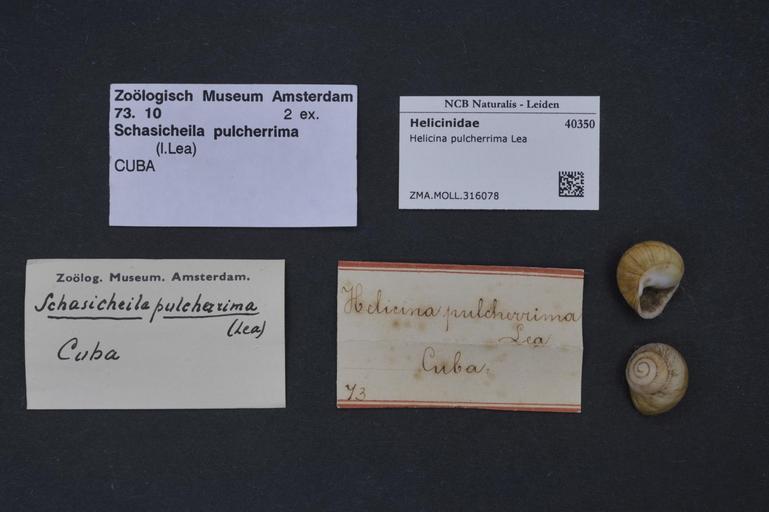 Zoölogisch Museum Amsterdam
73. 10 2 ex.
Schasicheila pulcherrima
(I.Lea)
CUBA
NCB Naturalis - Leiden
Helicinidae 40350
Helicina pulcherrima Lea
ZMA.MOLL.316078
Zoölog. Museum. Amsterdam.
Schasicheila pulcherrima
(Lea)
Cuba
Helicina pulcherrima
Lea
Cuba.
73